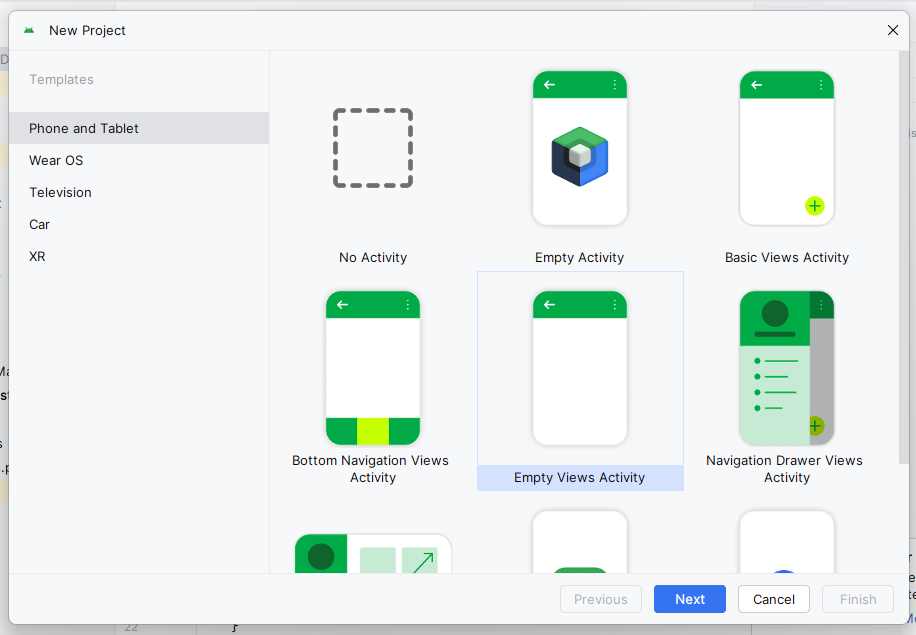 New Project
Templates
Phone and Tablet
Wear OS
Television
Car
XR
No Activity
Empty Activity
Basic Views Activity
Bottom Navigation Views
Activity
Empty Views Activity
Navigation Drawer Views
Activity
Previous
Next
Cancel
Finish
22
}